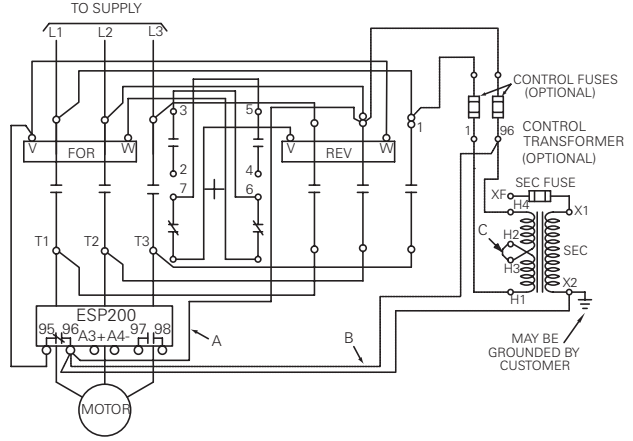 TO SUPPLY
L1 L2 L3
CONTROL FUSES
(OPTIONAL)
3 5 1
1 96 CONTROL
TRANSFORMER
(OPTIONAL)
V FOR W
V REV W
2 4
7 6
SEC FUSE
XF
H4 X1
C H2
H3
SEC
H1 X2
T1 T2 T3
ESP200
95 96 A3+ A4- 97 98
A
B
MAY BE
GROUNDED BY
CUSTOMER
MOTOR